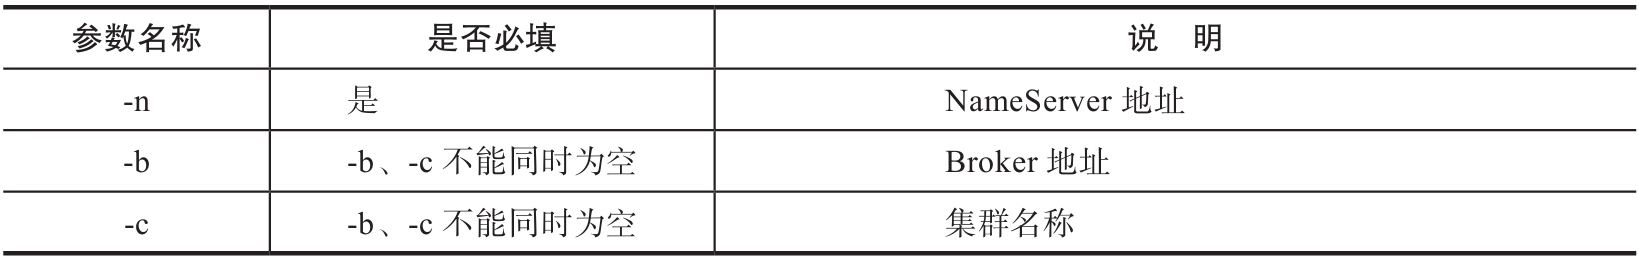 参数名称 是否必填 说 明
-n 是 NameServer 地址
-b -b、-c 不能同时为空 Broker 地址
-c -b、-c 不能同时为空 集群名称